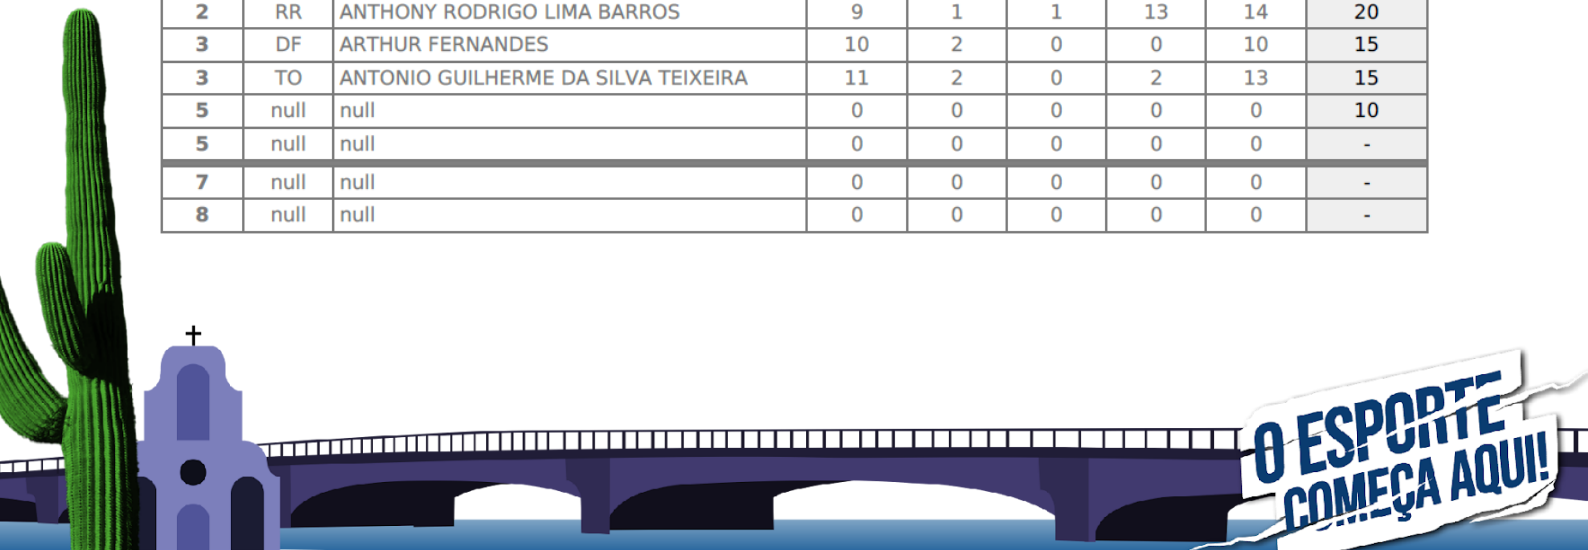 2 RR ANTHONY RODRIGO LIMA BARROS 9 1 1 13 14 20
3 DF ARTHUR FERNANDES 10 2 0 0 10 15
3 TO ANTONIO GUILHERME DA SILVA TEIXEIRA 11 2 0 2 13 15
5 null null 0 0 0 0 0 10
5 null null 0 0 0 0 0 -
7 null null 0 0 0 0 0 -
8 null null 0 0 0 0 0 -
O ESPORTE
COMEÇA AQUI!